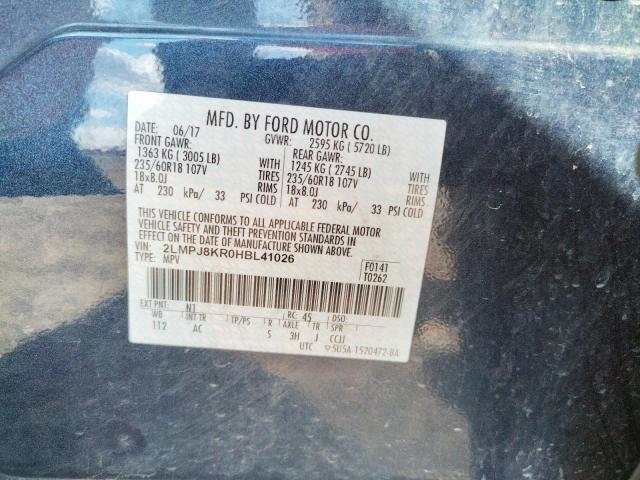 MFD. BY FORD MOTOR CO.
DATE: 06/17 GVWR: 2595 KG ( 5720 LB)
FRONT GAWR: REAR GAWR:
1363 KG ( 3005 LB) WITH 1245 KG ( 2745 LB) WITH
235/60R18 107V TIRES 235/60R18 107V TIRES
18x8.0J RIMS 18x8.0J RIMS
AT 230 kPa/ 33 PSI COLD AT 230 kPa/ 33 PSI COLD
THIS VEHICLE CONFORMS TO ALL APPLICABLE FEDERAL MOTOR
VEHICLE SAFETY AND THEFT PREVENTION STANDARDS IN
EFFECT ON THE DATE OF MANUFACTURE SHOWN ABOVE.
VIN: 2LMPJ8KR0HBL41026
TYPE: MPV
F0141
T0262
EXT PNT: N1 RC: 45 DSO:
WB INT TR TP/PS R AXLE TR SPR
112 AC S 3H J CCJJ
UTC ▽5U5A-1520472-BA